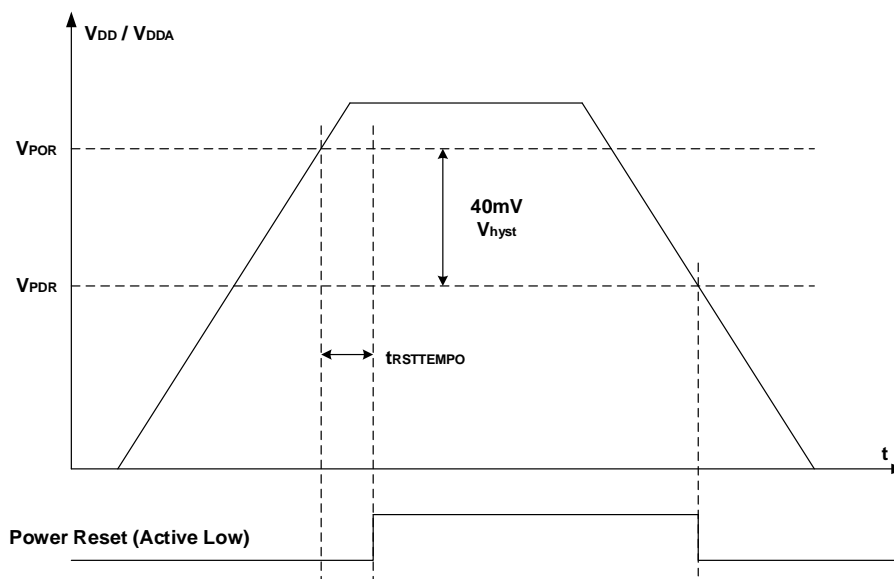 VDD / VDDA
VPOR
40mV
Vhyst
VPDR
tRSTTEMPO
t
Power Reset (Active Low)